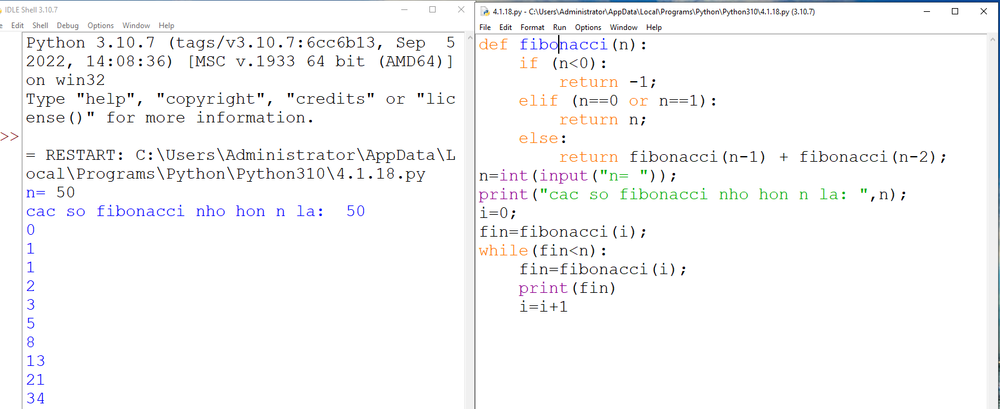 IDLE Shell 3.10.7
Edit Shell Debug Options Window Help
Python 3.10.7 (tags/v3.10.7:6cc6b13, Sep  5
2022, 14:08:36) [MSC v.1933 64 bit (AMD64)]
on win32
Type "help", "copyright", "credits" or "lic
ense()" for more information.
>>
= RESTART: C:\Users\Administrator\AppData\L
ocal\Programs\Python\Python310\4.1.18.py
n= 50
cac so fibonacci nho hon n la:  50
0
1
1
2
3
5
8
13
21
34
4.1.18.py - C:\Users\Administrator\AppData\Local\Programs\Python\Python310\4.1.18.py (3.10.7)
File Edit Format Run Options Window Help
def fibonacci(n):
    if (n<0):
        return -1;
    elif (n==0 or n==1):
        return n;
    else:
        return fibonacci(n-1) + fibonacci(n-2);
n=int(input("n= "));
print("cac so fibonacci nho hon n la: ",n);
i=0;
fin=fibonacci(i);
while(fin<n):
    fin=fibonacci(i);
    print(fin)
    i=i+1